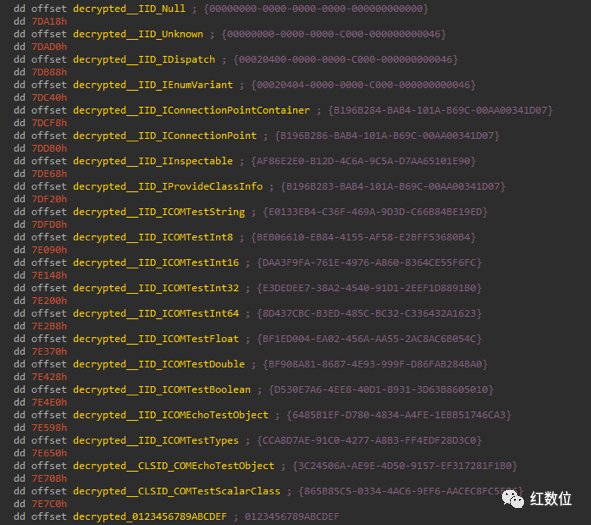 dd offset decrypted__IID_Null ; {00000000-0000-0000-0000-000000000000}
dd 7DA18h
dd offset decrypted__IID_Unknown ; {00000000-0000-0000-C000-000000000046}
dd 7DAD0h
dd offset decrypted__IID_IDispatch ; {00020400-0000-0000-C000-000000000046}
dd 7DB88h
dd offset decrypted__IID_IEnumVariant ; {00020404-0000-0000-C000-000000000046}
dd 7DC40h
dd offset decrypted__IID_IConnectionPointContainer ; {B196B284-BAB4-101A-B69C-00AA00341D07}
dd 7DCF8h
dd offset decrypted__IID_IConnectionPoint ; {B196B286-BAB4-101A-B69C-00AA00341D07}
dd 7DDB0h
dd offset decrypted__IID_IInspectable ; {AF86E2E0-B12D-4C6A-9C5A-D7AA65101E90}
dd 7DE68h
dd offset decrypted__IID_IProvideClassInfo ; {B196B283-BAB4-101A-B69C-00AA00341D07}
dd 7DF20h
dd offset decrypted__IID_ICOMTestString ; {E0133EB4-C36F-469A-9D3D-C66B84BE19ED}
dd 7DFD8h
dd offset decrypted__IID_ICOMTestInt8 ; {BEB06610-EB84-4155-AF58-E2BFF53680B4}
dd 7E090h
dd offset decrypted__IID_ICOMTestInt16 ; {DAA3F9FA-761E-4976-A860-8364CE55F6FC}
dd 7E148h
dd offset decrypted__IID_ICOMTestInt32 ; {E3DEDEE7-38A2-4540-91D1-2EEF1D8891B0}
dd 7E200h
dd offset decrypted__IID_ICOMTestInt64 ; {8D437CBC-B3ED-485C-BC32-C336432A1623}
dd 7E2B8h
dd offset decrypted__IID_ICOMTestFloat ; {BF1ED004-EA02-456A-AA55-2AC8AC6B054C}
dd 7E370h
dd offset decrypted__IID_ICOMTestDouble ; {BF908A81-8687-4E93-999F-D86FAB284BA0}
dd 7E428h
dd offset decrypted__IID_ICOMTestBoolean ; {D530E7A6-4EE8-40D1-8931-3D63B8605010}
dd 7E4E0h
dd offset decrypted__IID_ICOMEchoTestObject ; {6485B1EF-D780-4834-A4FE-1EBB51746CA3}
dd 7E598h
dd offset decrypted__IID_ICOMTestTypes ; {CCA8D7AE-91C0-4277-A8B3-FF4EDF28D3C0}
dd 7E650h
dd offset decrypted__CLSID_COMEchoTestObject ; {3C24506A-AE9E-4D50-9157-EF317281F1B0}
dd 7E708h
dd offset decrypted__CLSID_COMTestScalarClass ; {865B85C5-0334-4AC6-9EF6-AACEC8FC5E86}
dd 7E7C0h
dd offset decrypted_0123456789ABCDEF ; 0123456789ABCDEF
红数位